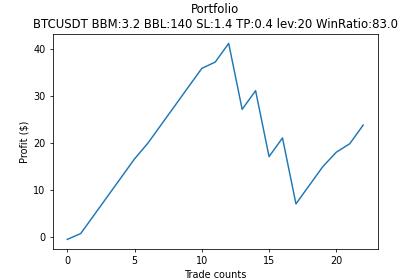 Portfolio
BTCUSDT BBM:3.2 BBL:140 SL:1.4 TP:0.4 lev:20 WinRatio:83.0
40
30
20
10
0
Profit ($)
0 5 10 15 20
Trade counts